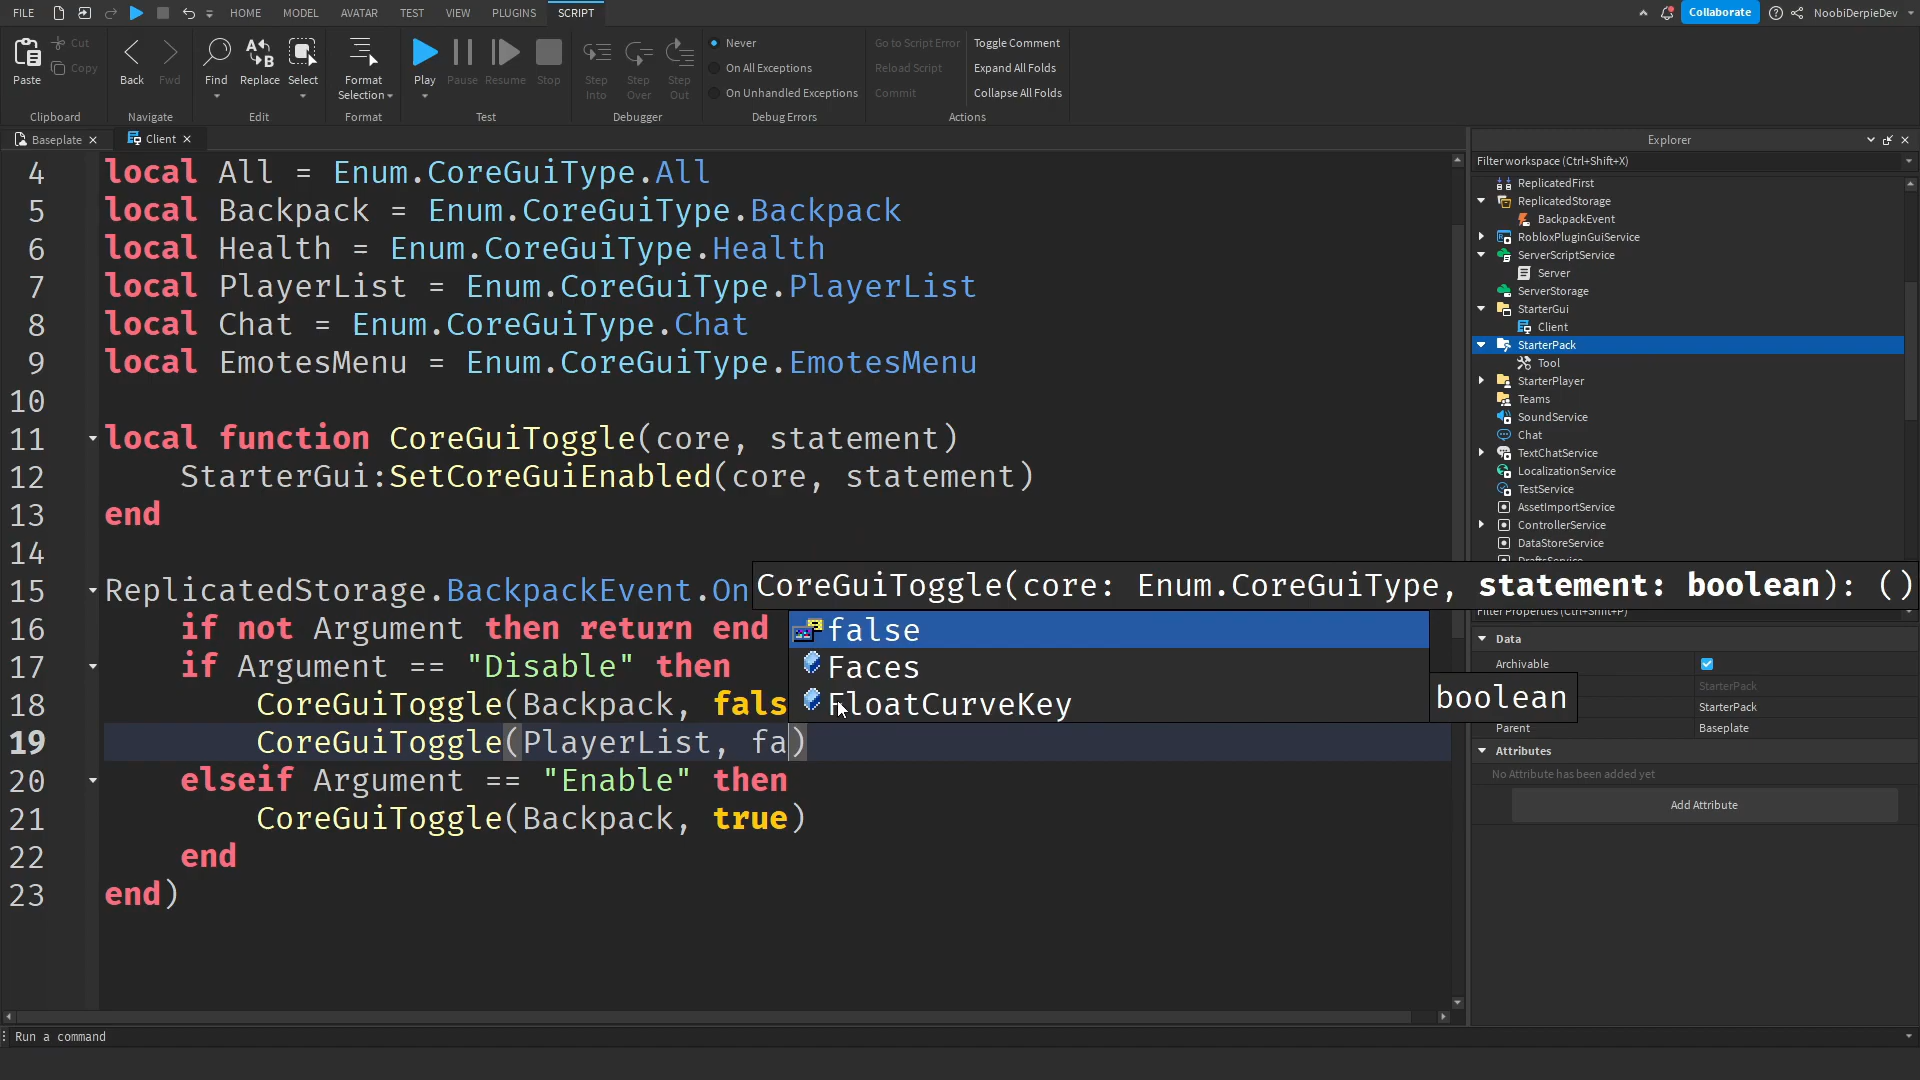 FILE HOME MODEL AVATAR TEST VIEW PLUGINS SCRIPT Collaborate NoobiDerpieDev
Paste Cut Copy Clipboard
Back Fwd Navigate
Find Replace Select Edit
Format Selection Format
Play Pause Resume Stop Test
Step Into Step Over Step Out Debugger
Never
On All Exceptions
On Unhandled Exceptions
Debug Errors
Go to Script Error Toggle Comment
Reload Script Expand All Folds
Commit Collapse All Folds
Actions
Baseplate Client
4 local All = Enum.CoreGuiType.All
5 local Backpack = Enum.CoreGuiType.Backpack
6 local Health = Enum.CoreGuiType.Health
7 local PlayerList = Enum.CoreGuiType.PlayerList
8 local Chat = Enum.CoreGuiType.Chat
9 local EmotesMenu = Enum.CoreGuiType.EmotesMenu
10
11 local function CoreGuiToggle(core, statement)
12 StarterGui:SetCoreGuiEnabled(core, statement)
13 end
14
15 ReplicatedStorage.BackpackEvent.On
16 if not Argument then return end
17 if Argument == "Disable" then
18 CoreGuiToggle(Backpack, fals
19 CoreGuiToggle(PlayerList, fa)
20 elseif Argument == "Enable" then
21 CoreGuiToggle(Backpack, true)
22 end
23 end)
CoreGuiToggle(core: Enum.CoreGuiType, statement: boolean): ()
false
Faces
FloatCurveKey
boolean
Explorer
Filter workspace (Ctrl+Shift+X)
ReplicatedFirst
ReplicatedStorage
BackpackEvent
RobloxPluginGuiService
ServerScriptService
Server
ServerStorage
StarterGui
Client
StarterPack
Tool
StarterPlayer
Teams
SoundService
Chat
TextChatService
LocalizationService
TestService
AssetImportService
ControllerService
DataStoreService
Filter Properties (Ctrl+Shift+P)
Data
Archivable
StarterPack
StarterPack
Parent Baseplate
Attributes
No Attribute has been added yet
Add Attribute
Run a command